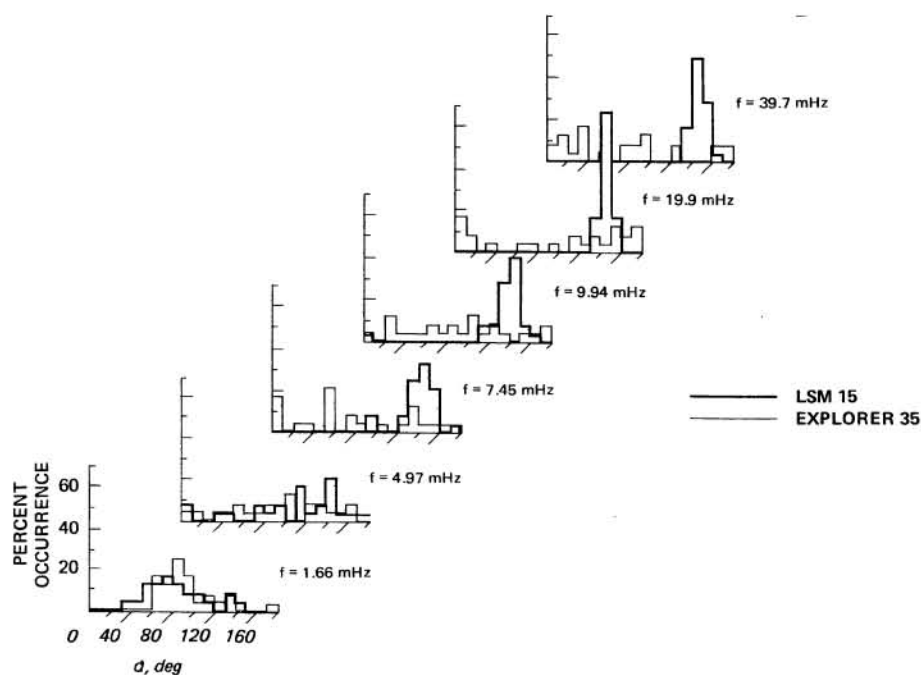 f = 39.7 mHz
f = 19.9 mHz
f = 9.94 mHz
f = 7.45 mHz
f = 4.97 mHz
f = 1.66 mHz
LSM 15
EXPLORER 35
PERCENT
OCCURRENCE
60
40
20
0 40 80 120 160
α, deg